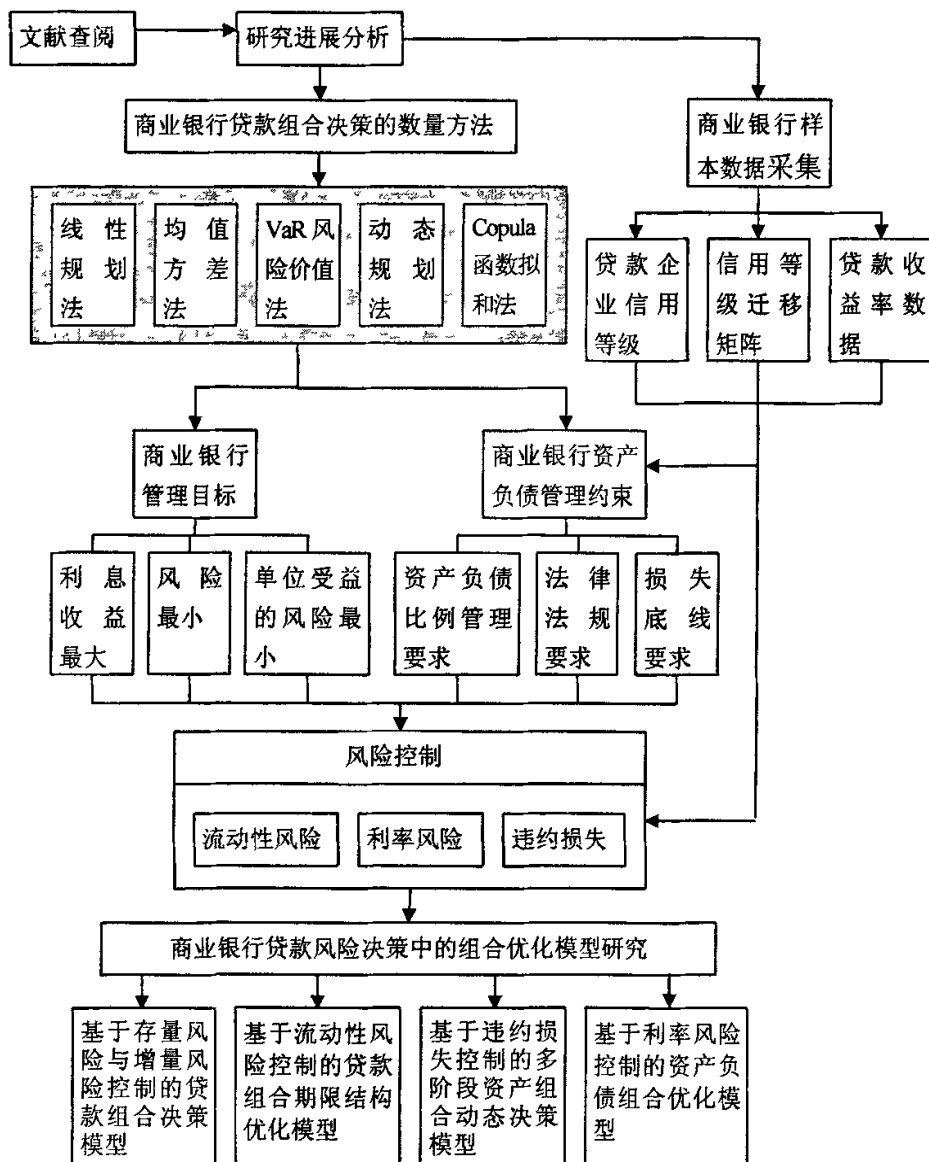 文献查阅
研究进展分析
商业银行贷款组合决策的数量方法
商业银行样
本数据采集
线性
规划
法
均值
方差
法
VaR风
险价值
法
动态
规划
法
Copula
函数拟
和法
贷款企
业信用
等级
信用等
级迁移
矩阵
贷款收
益率数
据
商业银行
管理目标
商业银行资产
负债管理约束
利息
收益
最大
风险
最小
单位受益
的风险最
小
资产负债
比例管理
要求
法律
法规
要求
损失
底线
要求
风险控制
流动性风险
利率风险
违约损失
商业银行贷款风险决策中的组合优化模型研究
基于存量风
险与增量风
险控制的贷
款组合决策
模型
基于流动性风
险控制的贷款
组合期限结构
优化模型
基于违约损
失控制的多
阶段资产组
合动态决策
模型
基于利率风险
控制的资产负
债组合优化模
型